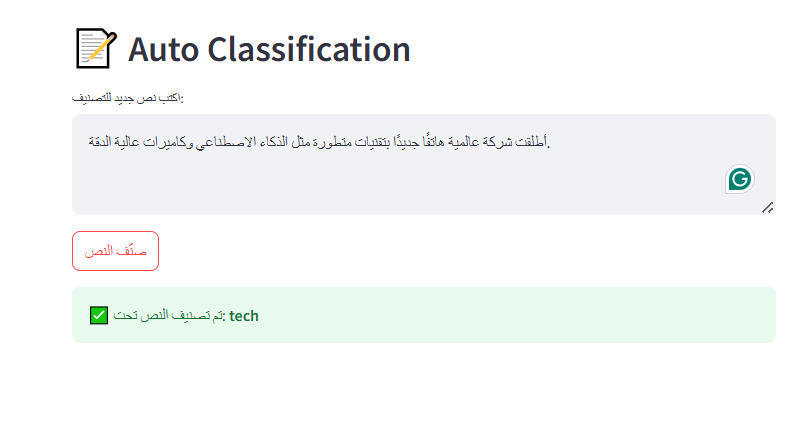 Auto Classification
اكتب نص جديد للتصنيف:
أطلقت شركة عالمية هاتفًا جديدًا بتقنيات متطورة مثل الذكاء الاصطناعي وكاميرات عالية الدقة.
صنّف النص
تم تصنيف النص تحت: tech